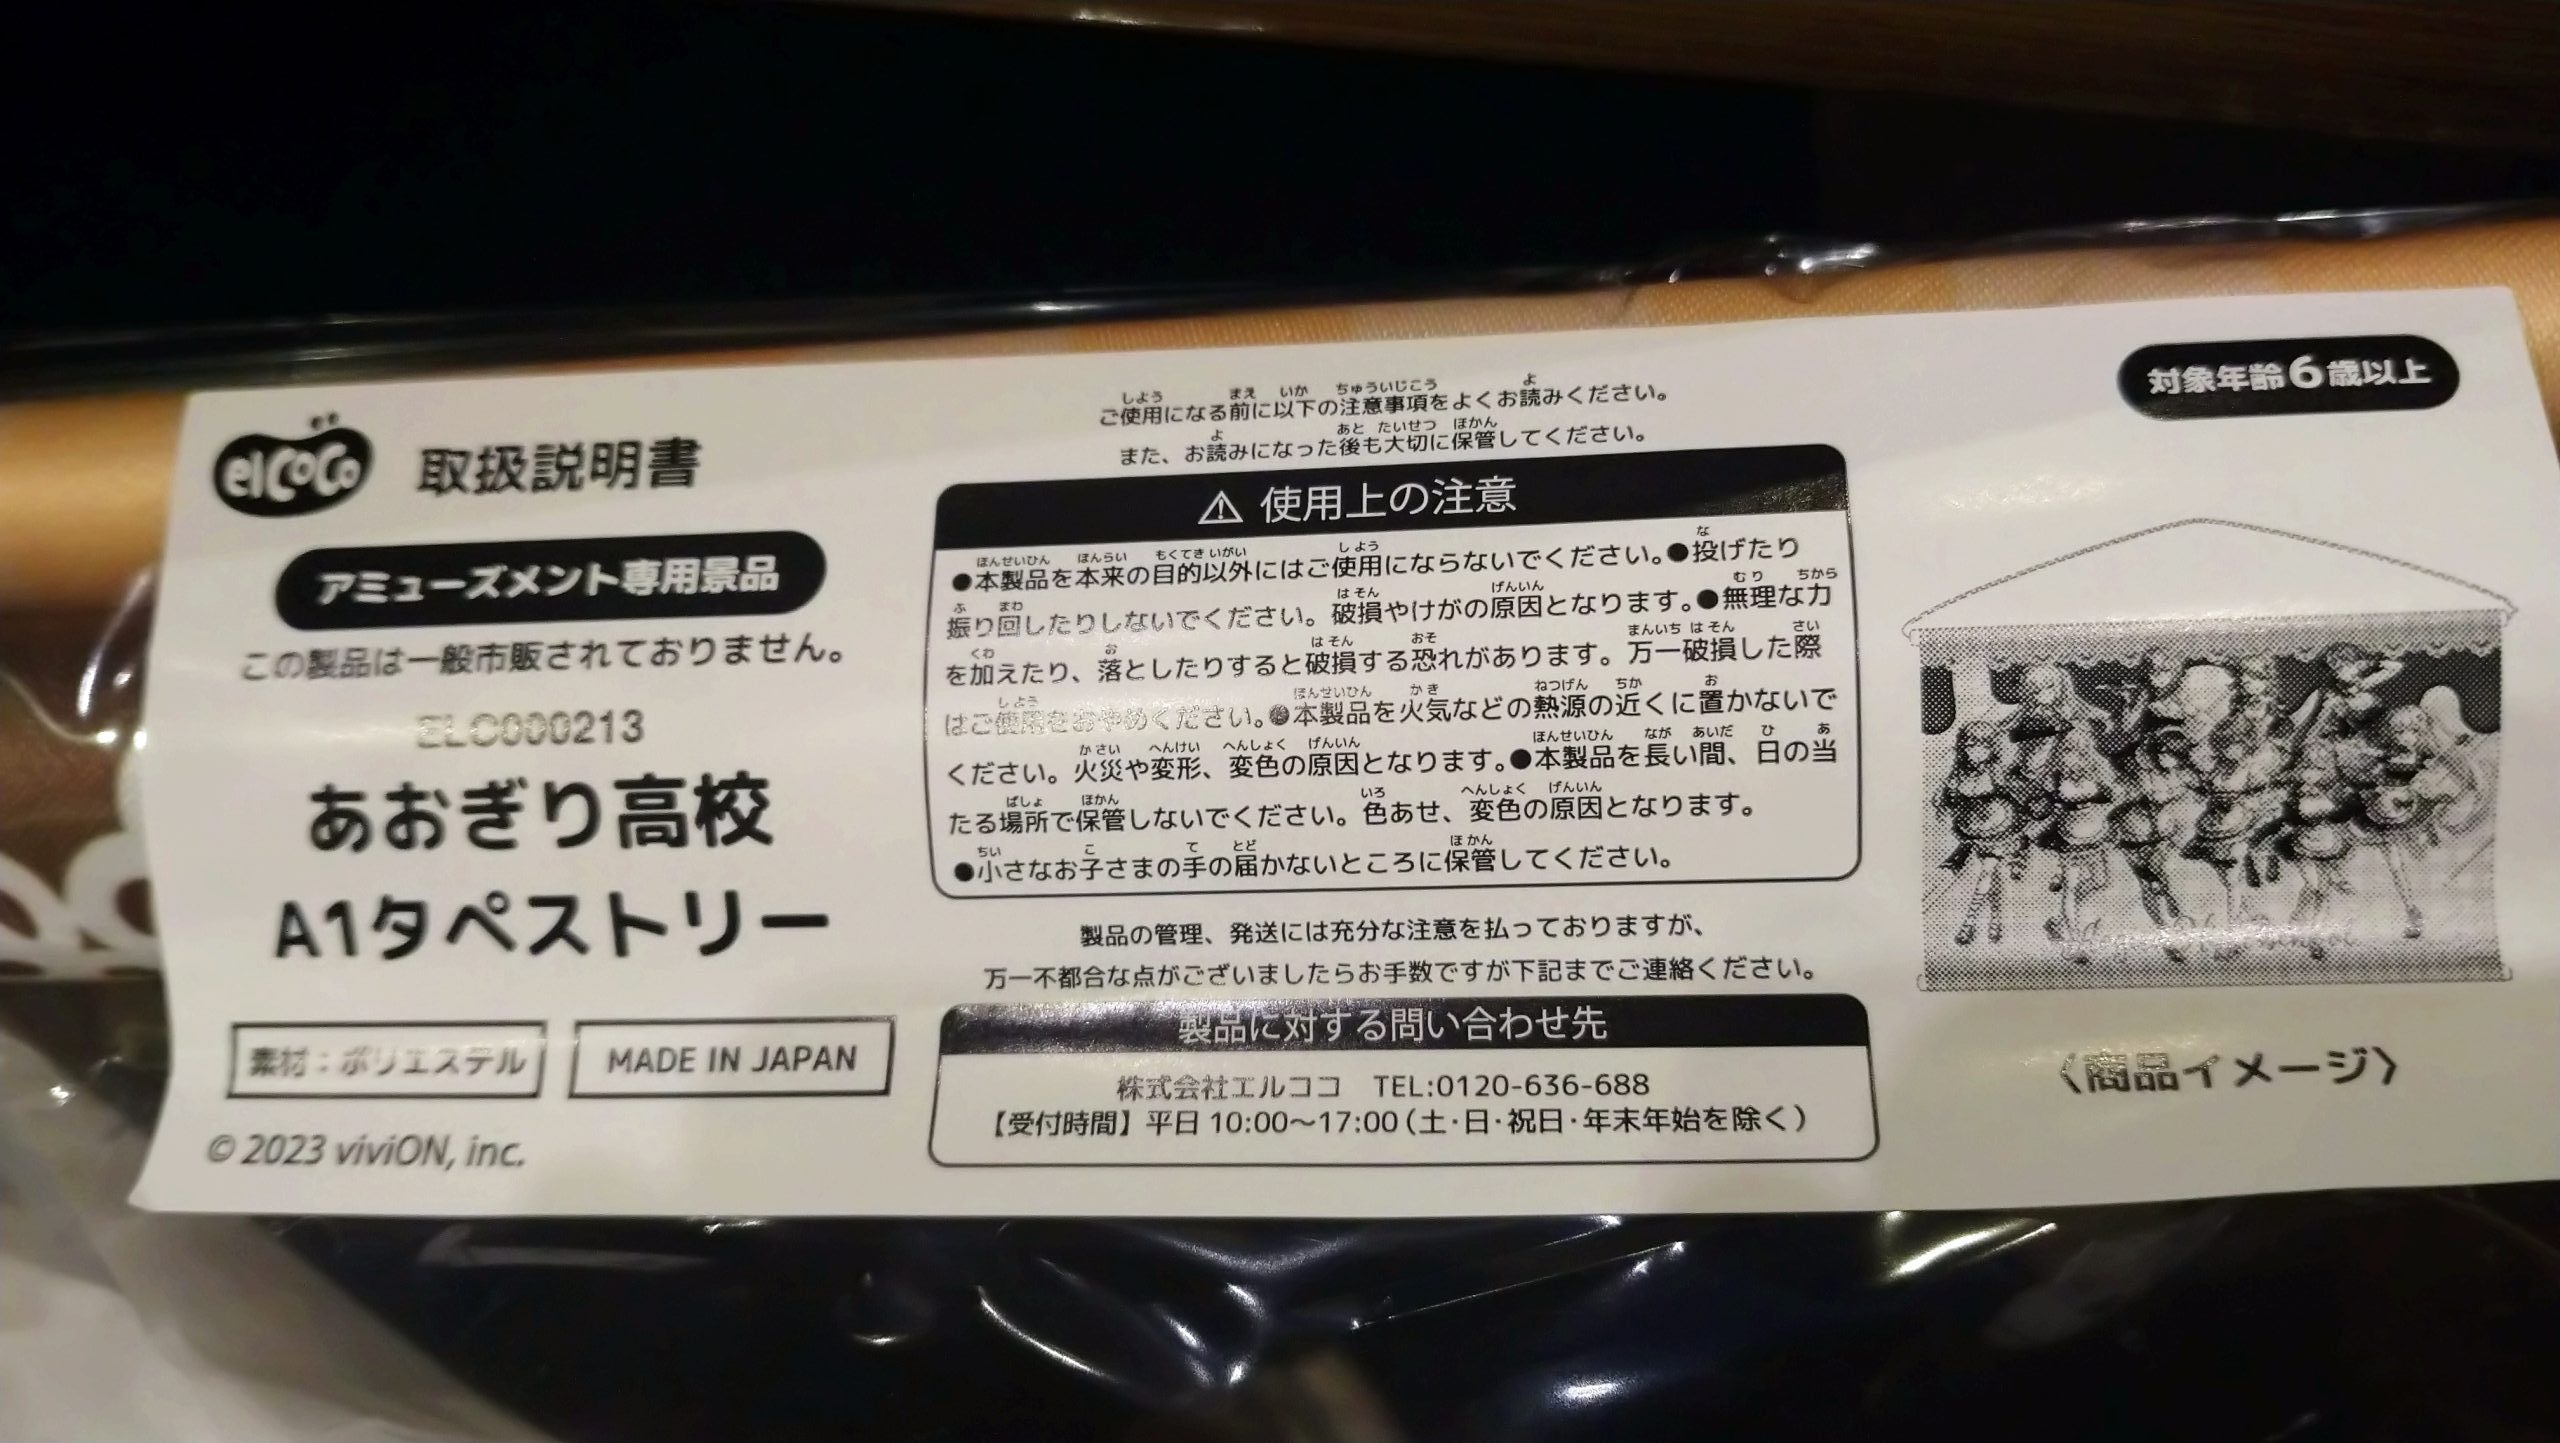 elcoco 取扱説明書
アミューズメント専用景品
この製品は一般市販されておりません。
ELC000213
あおぎり高校
A1タペストリー
素材：ポリエステル
MADE IN JAPAN
© 2023 viviON, inc.
ご使用になる前に以下の注意事項をよくお読みください。
また、お読みになった後も大切に保管してください。
⚠ 使用上の注意
●本製品を本来の目的以外にはご使用にならないでください。●投げたり
振り回したりしないでください。破損やけがの原因となります。●無理な力
を加えたり、落としたりすると破損する恐れがあります。万一破損した際
はご使用をおやめください。●本製品を火気などの熱源の近くに置かないで
ください。火災や変形、変色の原因となります。●本製品を長い間、日の当
たる場所で保管しないでください。色あせ、変色の原因となります。
●小さなお子さまの手の届かないところに保管してください。
製品の管理、発送には充分な注意を払っておりますが、
万一不都合な点がございましたらお手数ですが下記までご連絡ください。
製品に対する問い合わせ先
株式会社エルココ TEL:0120-636-688
【受付時間】平日 10:00～17:00（土・日・祝日・年末年始を除く）
対象年齢6歳以上
〈商品イメージ〉